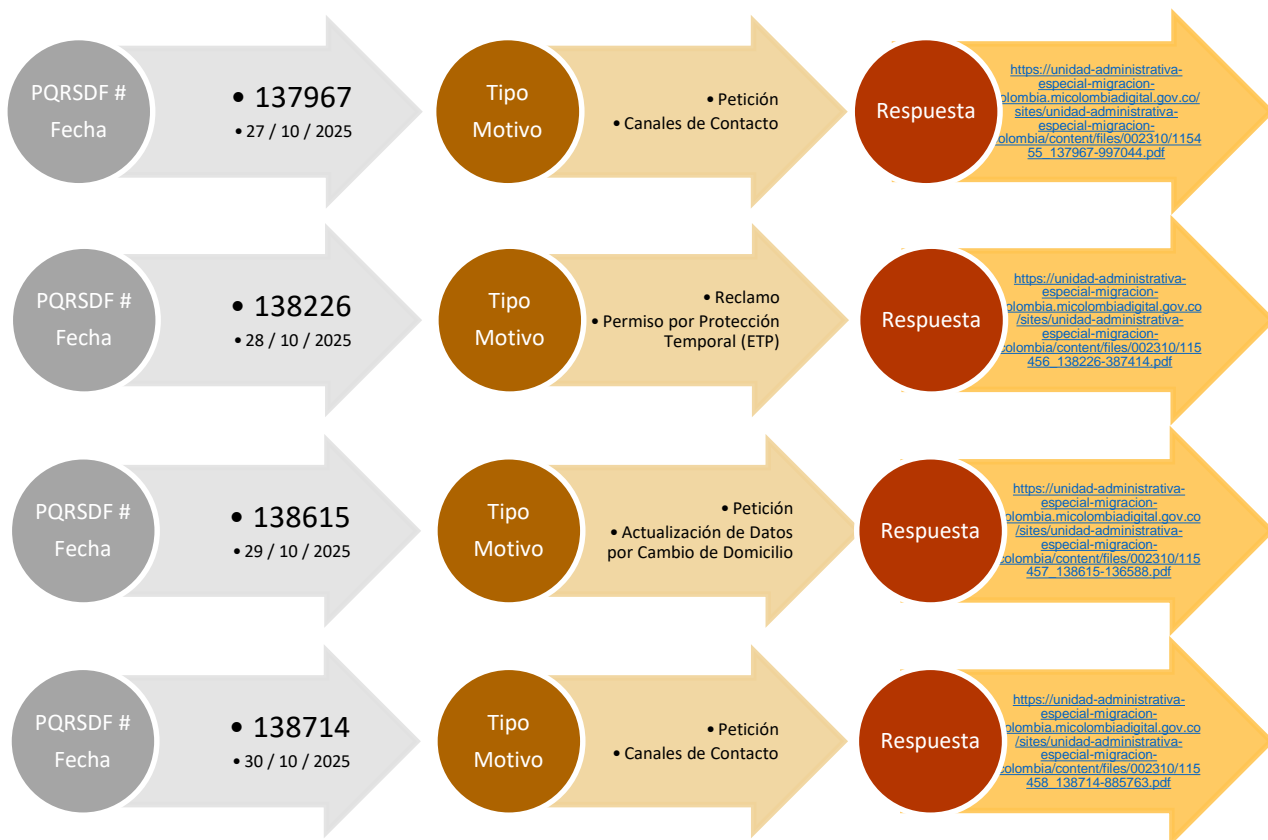 PQRSDF #
Fecha
• 137967
• 27 / 10 / 2025
Tipo
Motivo
• Petición
• Canales de Contacto
Respuesta
https://unidad-administrativa-
especial-migracion-
olombia.micolombiadigital.gov.co/
sites/unidad-administrativa-
especial-migracion-
olombia/content/files/002310/1154
55_137967-997044.pdf
PQRSDF #
Fecha
• 138226
• 28 / 10 / 2025
Tipo
Motivo
• Reclamo
• Permiso por Protección
Temporal (ETP)
Respuesta
https://unidad-administrativa-
especial-migracion-
olombia.micolombiadigital.gov.co
/sites/unidad-administrativa-
especial-migracion-
colombia/content/files/002310/115
456_138226-387414.pdf
PQRSDF #
Fecha
• 138615
• 29 / 10 / 2025
Tipo
Motivo
• Petición
• Actualización de Datos
por Cambio de Domicilio
Respuesta
https://unidad-administrativa-
especial-migracion-
olombia.micolombiadigital.gov.co
/sites/unidad-administrativa-
especial-migracion-
colombia/content/files/002310/115
457_138615-136588.pdf
PQRSDF #
Fecha
• 138714
• 30 / 10 / 2025
Tipo
Motivo
• Petición
• Canales de Contacto
Respuesta
https://unidad-administrativa-
especial-migracion-
olombia.micolombiadigital.gov.co
/sites/unidad-administrativa-
especial-migracion-
colombia/content/files/002310/115
458_138714-885763.pdf